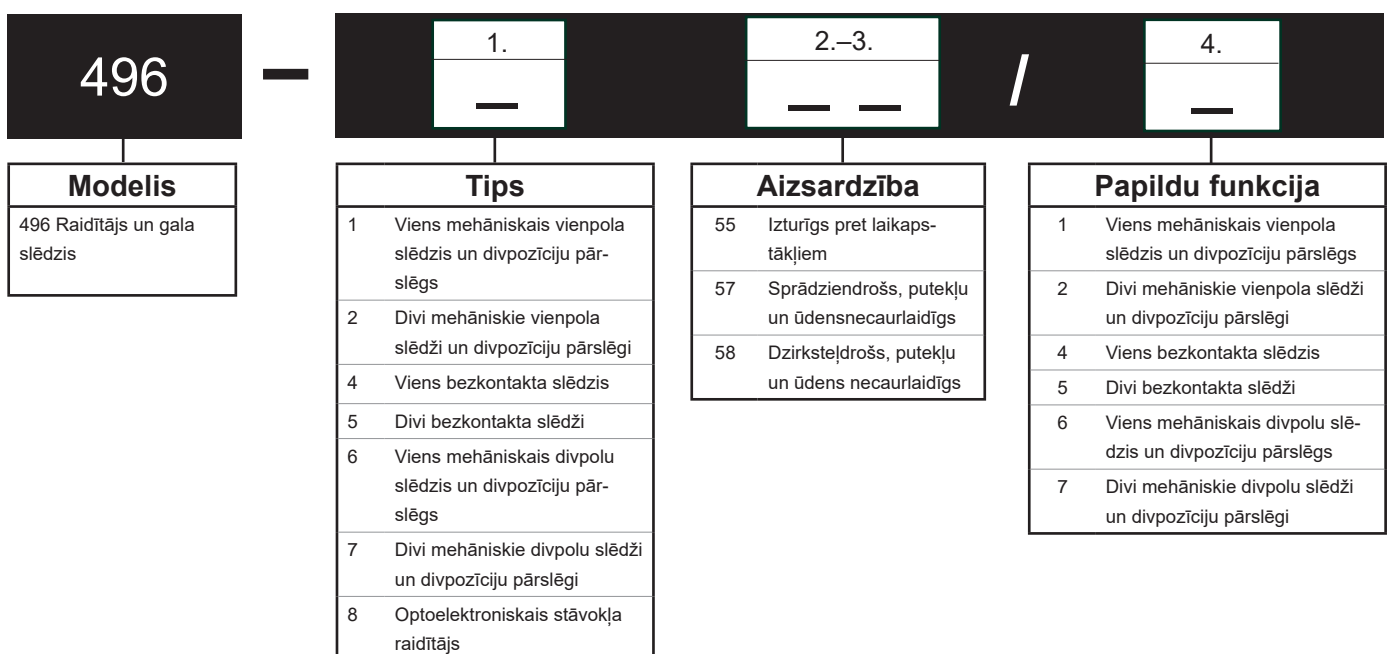 496 – 1. 2.–3. / 4.
Modelis
496 Raidītājs un gala
slēdzis
Tips
1 Viens mehāniskais vienpola
slēdzis un divpozīciju pār-
slēgs
2 Divi mehāniskie vienpola
slēdži un divpozīciju pārslēgi
4 Viens bezkontakta slēdzis
5 Divi bezkontakta slēdži
6 Viens mehāniskais divpolu
slēdzis un divpozīciju pār-
slēgs
7 Divi mehāniskie divpolu slēdži
un divpozīciju pārslēgi
8 Optoelektroniskais stāvokļa
raidītājs
Aizsardzība
55 Izturīgs pret laikaps-
tākļiem
57 Sprādziendrošs, putekļu
un ūdensnecaurlaidīgs
58 Dzirksteļdrošs, putekļu
un ūdens necaurlaidīgs
Papildu funkcija
1 Viens mehāniskais vienpola
slēdzis un divpozīciju pārslēgs
2 Divi mehāniskie vienpola slēdži
un divpozīciju pārslēgi
4 Viens bezkontakta slēdzis
5 Divi bezkontakta slēdži
6 Viens mehāniskais divpolu slē-
dzis un divpozīciju pārslēgs
7 Divi mehāniskie divpolu slēdži
un divpozīciju pārslēgi